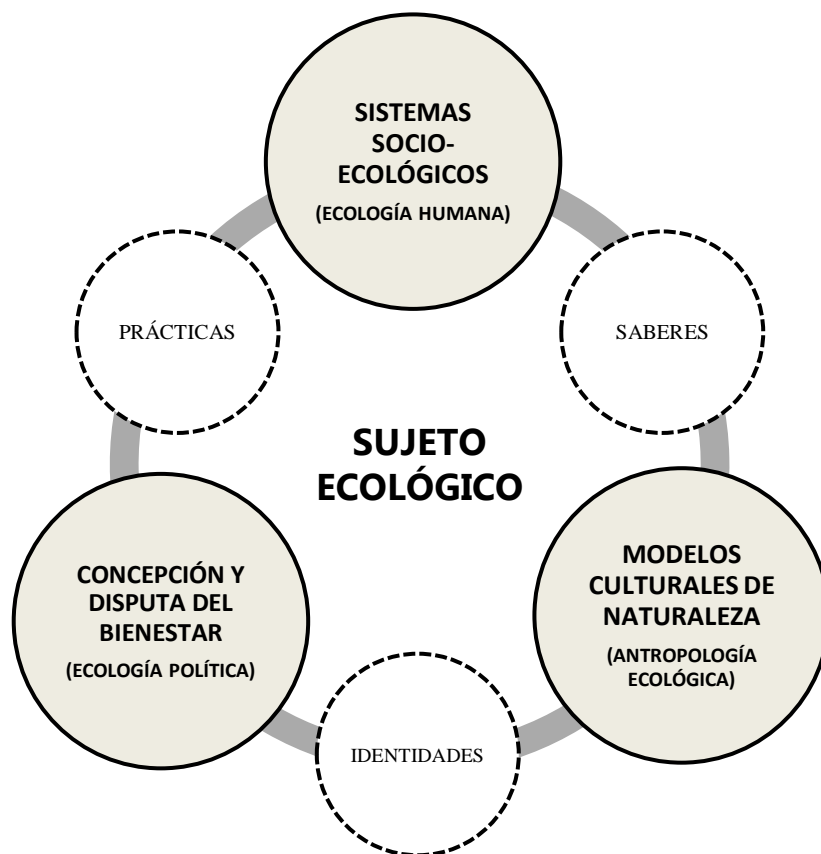 SISTEMAS
SOCIO-
ECOLÓGICOS
(ECOLOGÍA HUMANA)
PRÁCTICAS
SABERES
SUJETO
ECOLÓGICO
CONCEPCIÓN Y
DISPUTA DEL
BIENESTAR
(ECOLOGÍA POLÍTICA)
MODELOS
CULTURALES DE
NATURALEZA
(ANTROPOLOGÍA
ECOLÓGICA)
IDENTIDADES